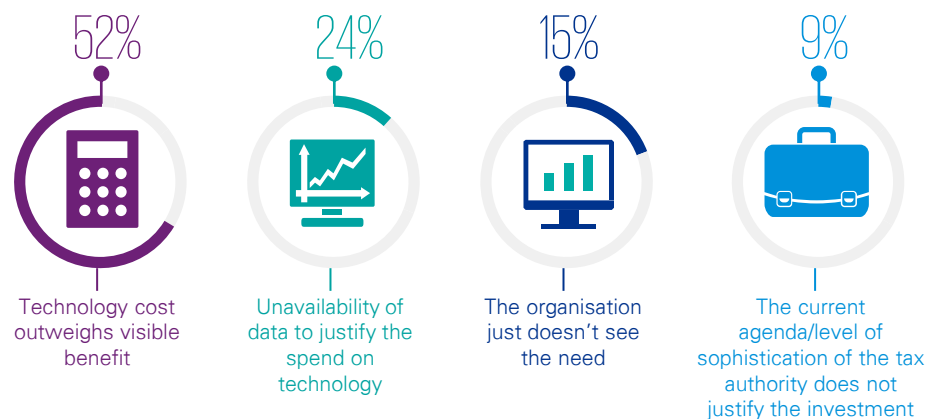 52%
24%
15%
9%
Technology cost
outweighs visible
benefit
Unavailability of
data to justify the
spend on
technology
The organisation
just doesn’t see
the need
The current
agenda/level of
sophistication of the tax
authority does not
justify the investment